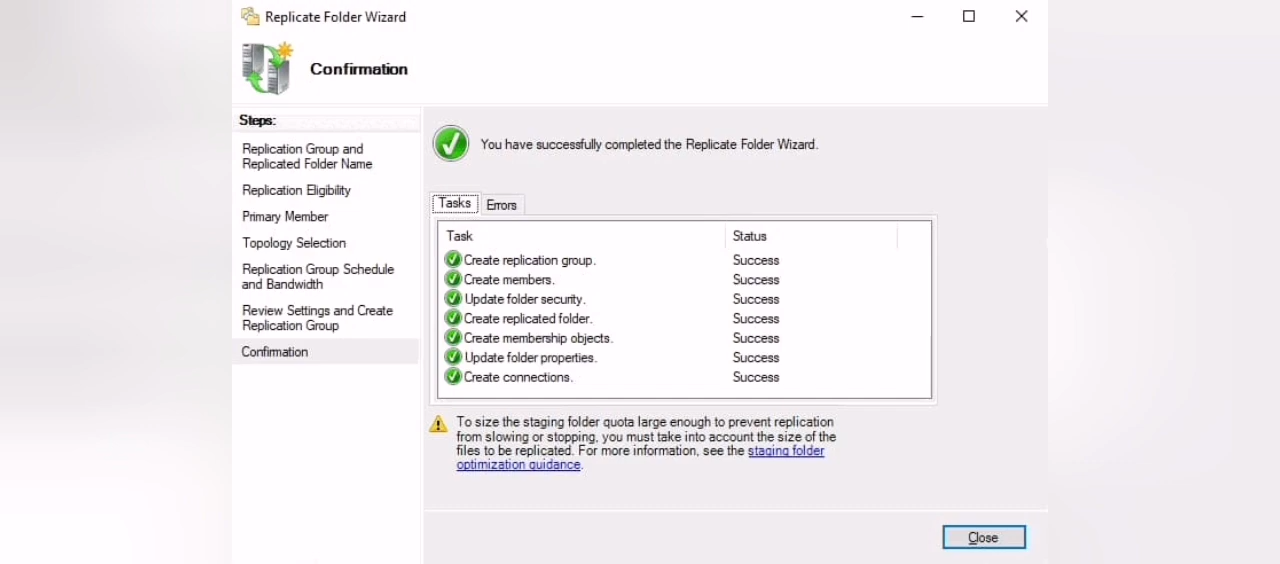 Replicate Folder Wizard
Confirmation
Steps:
Replication Group and
Replicated Folder Name
Replication Eligibility
Primary Member
Topology Selection
Replication Group Schedule
and Bandwidth
Review Settings and Create
Replication Group
Confirmation
You have successfully completed the Replicate Folder Wizard.
Tasks Errors
Task Status
Create replication group. Success
Create members. Success
Update folder security. Success
Create replicated folder. Success
Create membership objects. Success
Update folder properties. Success
Create connections. Success
To size the staging folder quota large enough to prevent replication
from slowing or stopping, you must take into account the size of the
files to be replicated. For more information, see the staging folder
optimization guidance.
Close